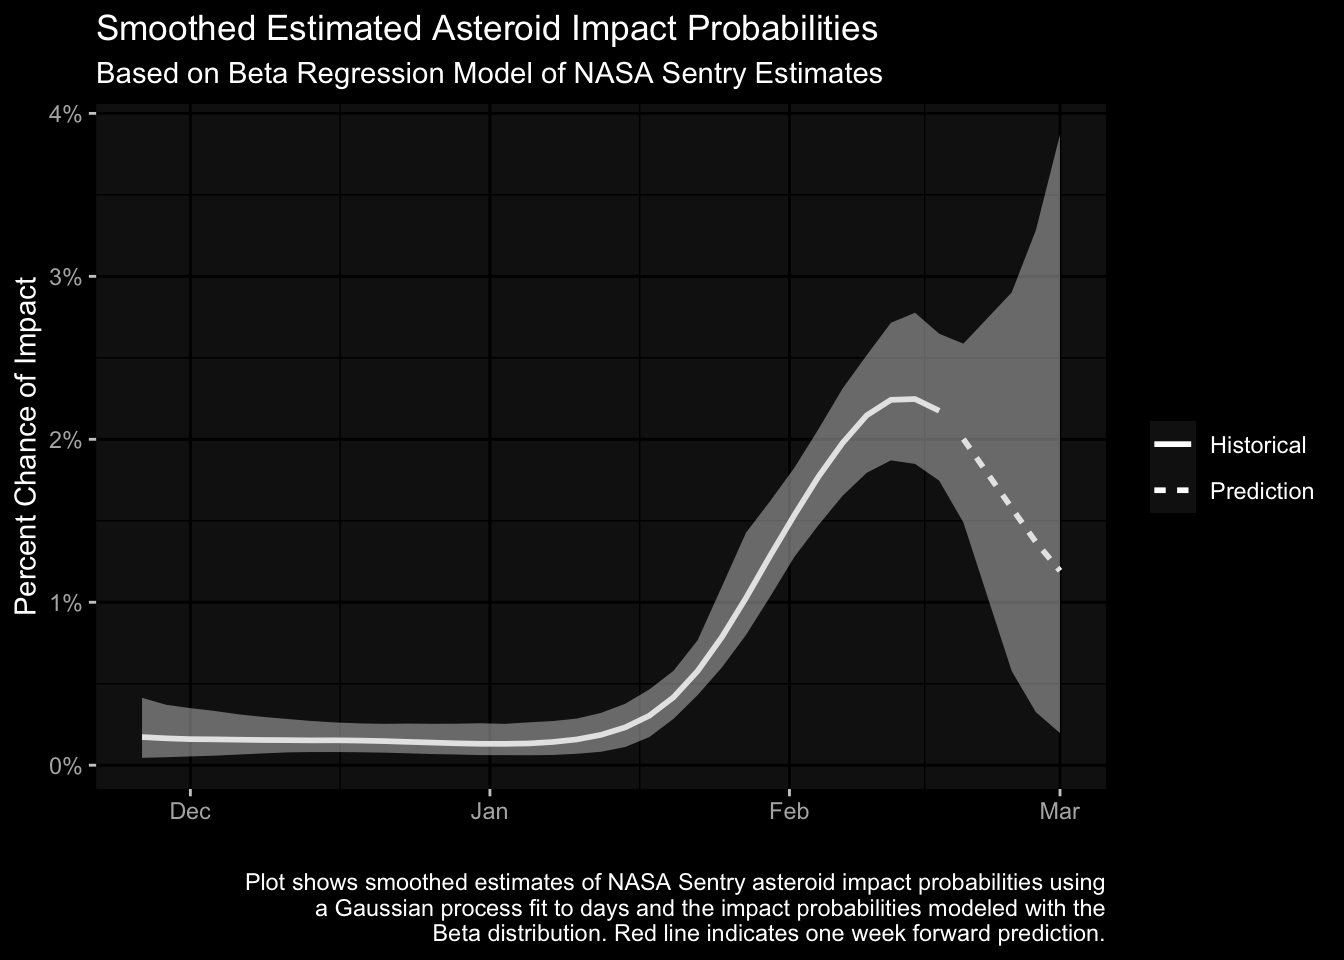 Smoothed Estimated Asteroid Impact Probabilities
Based on Beta Regression Model of NASA Sentry Estimates
Percent Chance of Impact
4%
3%
2%
1%
0%
Dec
Jan
Feb
Mar
Historical
Prediction
Plot shows smoothed estimates of NASA Sentry asteroid impact probabilities using
a Gaussian process fit to days and the impact probabilities modeled with the
Beta distribution. Red line indicates one week forward prediction.